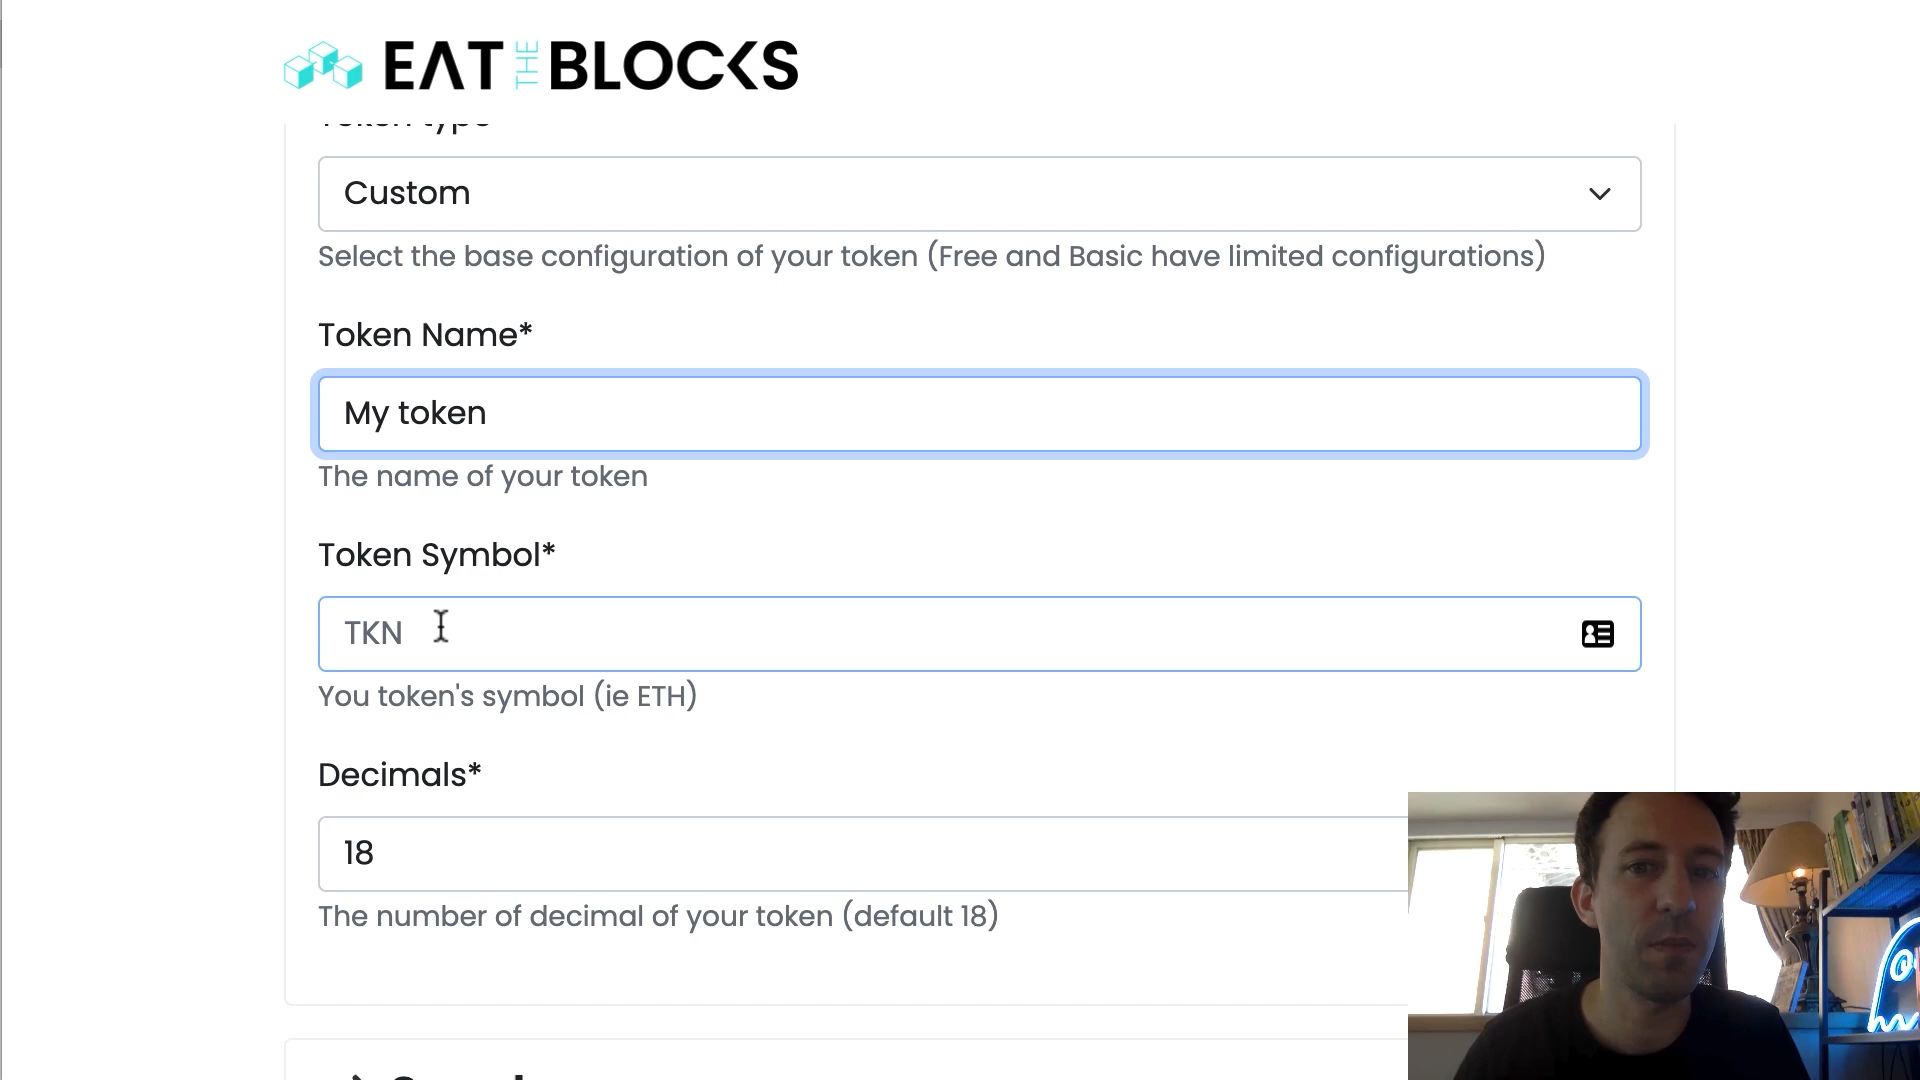 EAT THE BLOCKS
Token type
Custom
Select the base configuration of your token (Free and Basic have limited configurations)
Token Name*
My token
The name of your token
Token Symbol*
TKN
You token's symbol (ie ETH)
Decimals*
18
The number of decimal of your token (default 18)